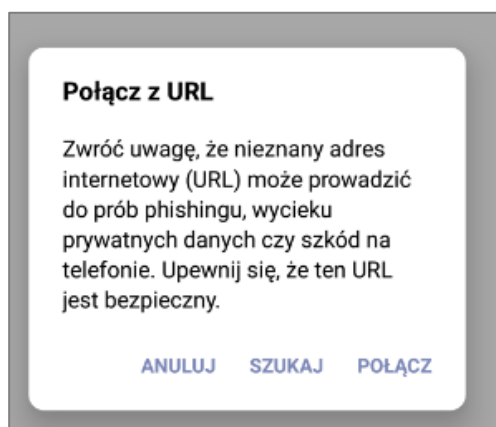 Połącz z URL
Zwróć uwagę, że nieznany adres
internetowy (URL) może prowadzić
do prób phishingu, wycieku
prywatnych danych czy szkód na
telefonie. Upewnij się, że ten URL
jest bezpieczny.
ANULUJ SZUKAJ POŁĄCZ